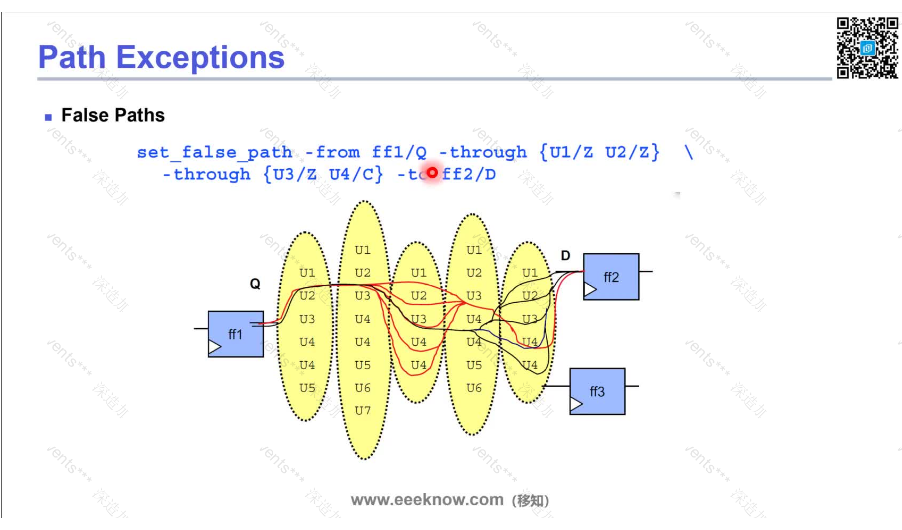 Path Exceptions
False Paths
set_false_path -from ff1/Q -through {U1/Z U2/Z} \
-through {U3/Z U4/C} -to ff2/D
Q
D
ff1
ff2
ff3
U1
U2
U3
U4
U4
U5
U1
U2
U3
U4
U5
U6
U7
U1
U2
U3
U4
U4
U1
U2
U3
U4
U4
U5
U6
U1
U2
U3
U4
U4
www.eeeknow.com (移知)